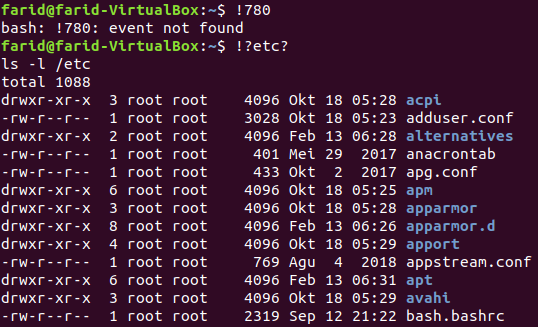 farid@farid-VirtualBox:~$ !780
bash: !780: event not found
farid@farid-VirtualBox:~$ !?etc?
ls -l /etc
total 1088
drwxr-xr-x  3 root root    4096 Okt 18 05:28 acpi
-rw-r--r--  1 root root    3028 Okt 18 05:23 adduser.conf
drwxr-xr-x  2 root root    4096 Feb 13 06:28 alternatives
-rw-r--r--  1 root root     401 Mei 29  2017 anacrontab
-rw-r--r--  1 root root     433 Okt  2  2017 apg.conf
drwxr-xr-x  6 root root    4096 Okt 18 05:25 apm
drwxr-xr-x  3 root root    4096 Okt 18 05:28 apparmor
drwxr-xr-x  8 root root    4096 Feb 13 06:26 apparmor.d
drwxr-xr-x  4 root root    4096 Okt 18 05:29 apport
-rw-r--r--  1 root root     769 Agu  4  2018 appstream.conf
drwxr-xr-x  6 root root    4096 Feb 13 06:31 apt
drwxr-xr-x  3 root root    4096 Okt 18 05:29 avahi
-rw-r--r--  1 root root    2319 Sep 12 21:22 bash.bashrc